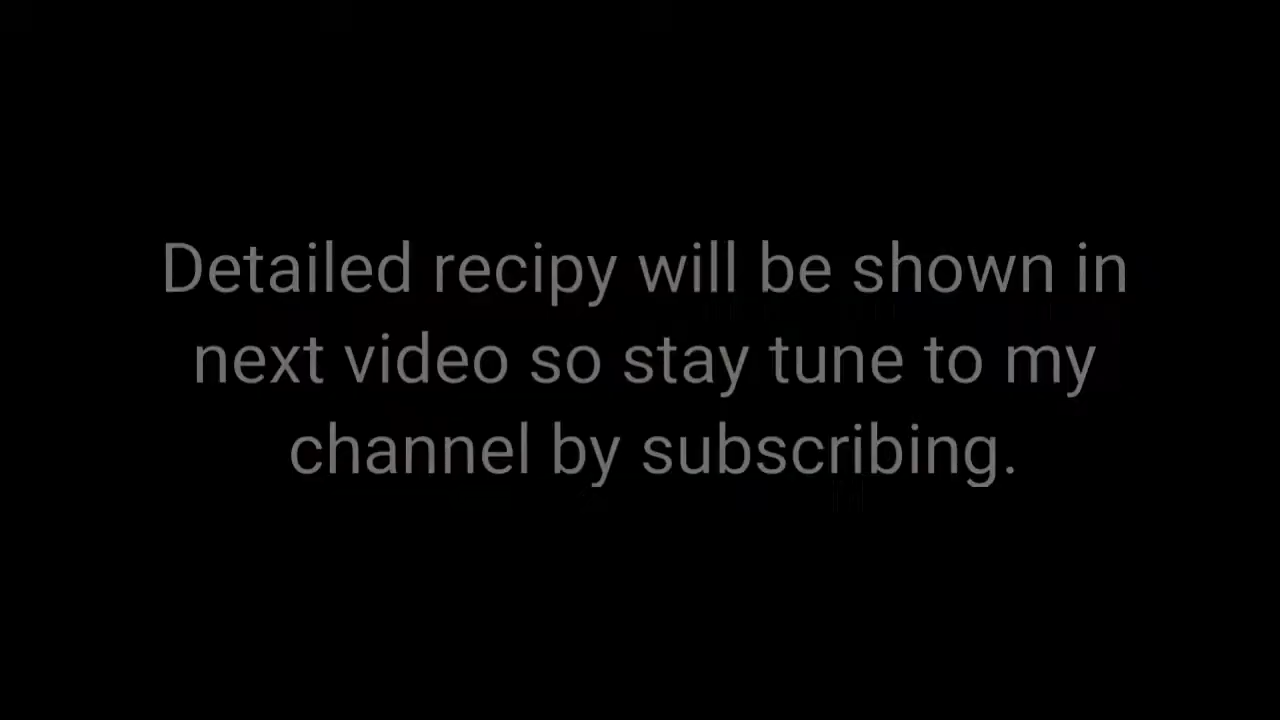 Detailed recipy will be shown in
next video so stay tune to my
channel by subscribing.